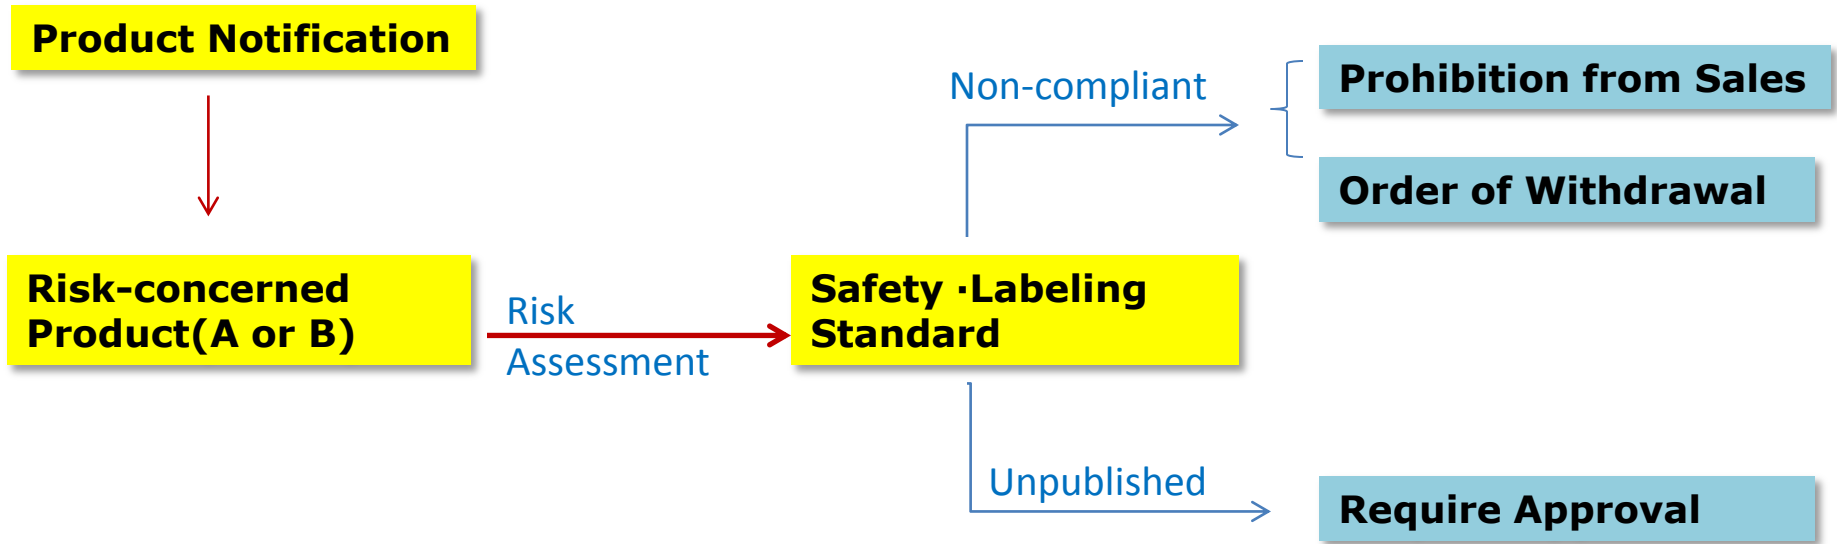 Product Notification
Non-compliant
Prohibition from Sales
Order of Withdrawal
Risk-concerned
Product(A or B)
Risk
Assessment
Safety ·Labeling
Standard
Unpublished
Require Approval